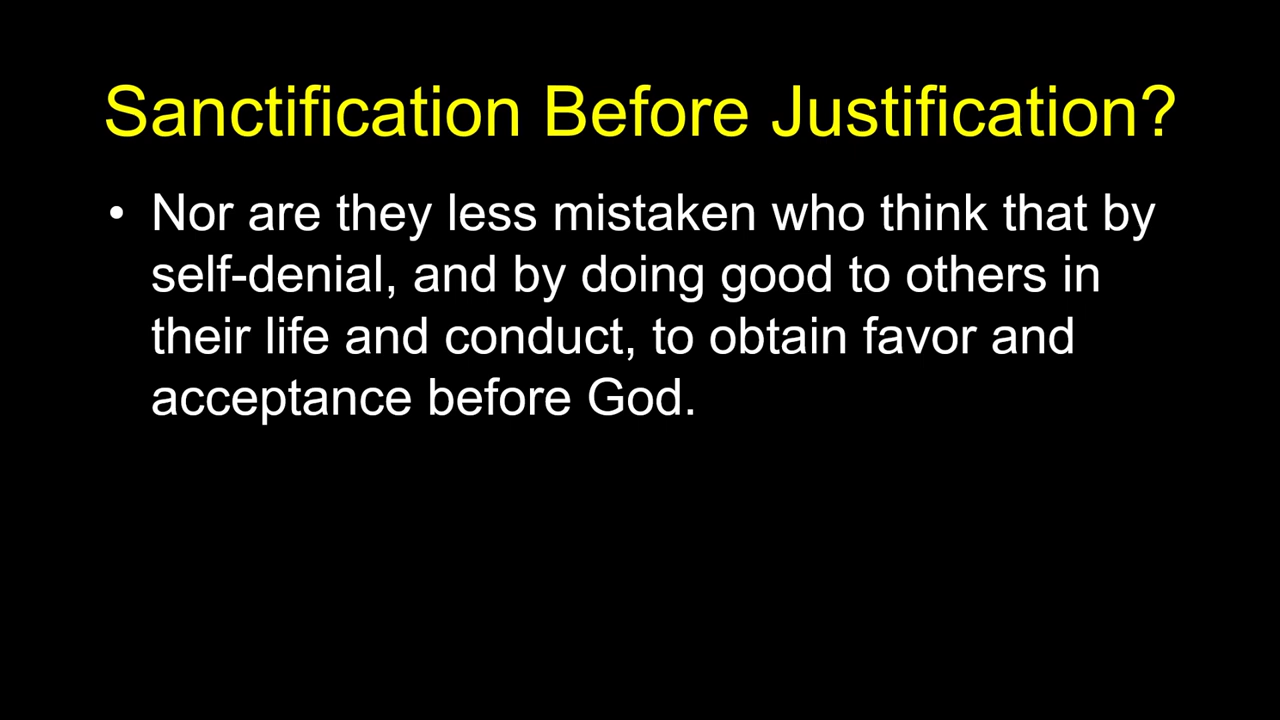 Sanctification Before Justification?
• Nor are they less mistaken who think that by
self-denial, and by doing good to others in
their life and conduct, to obtain favor and
acceptance before God.